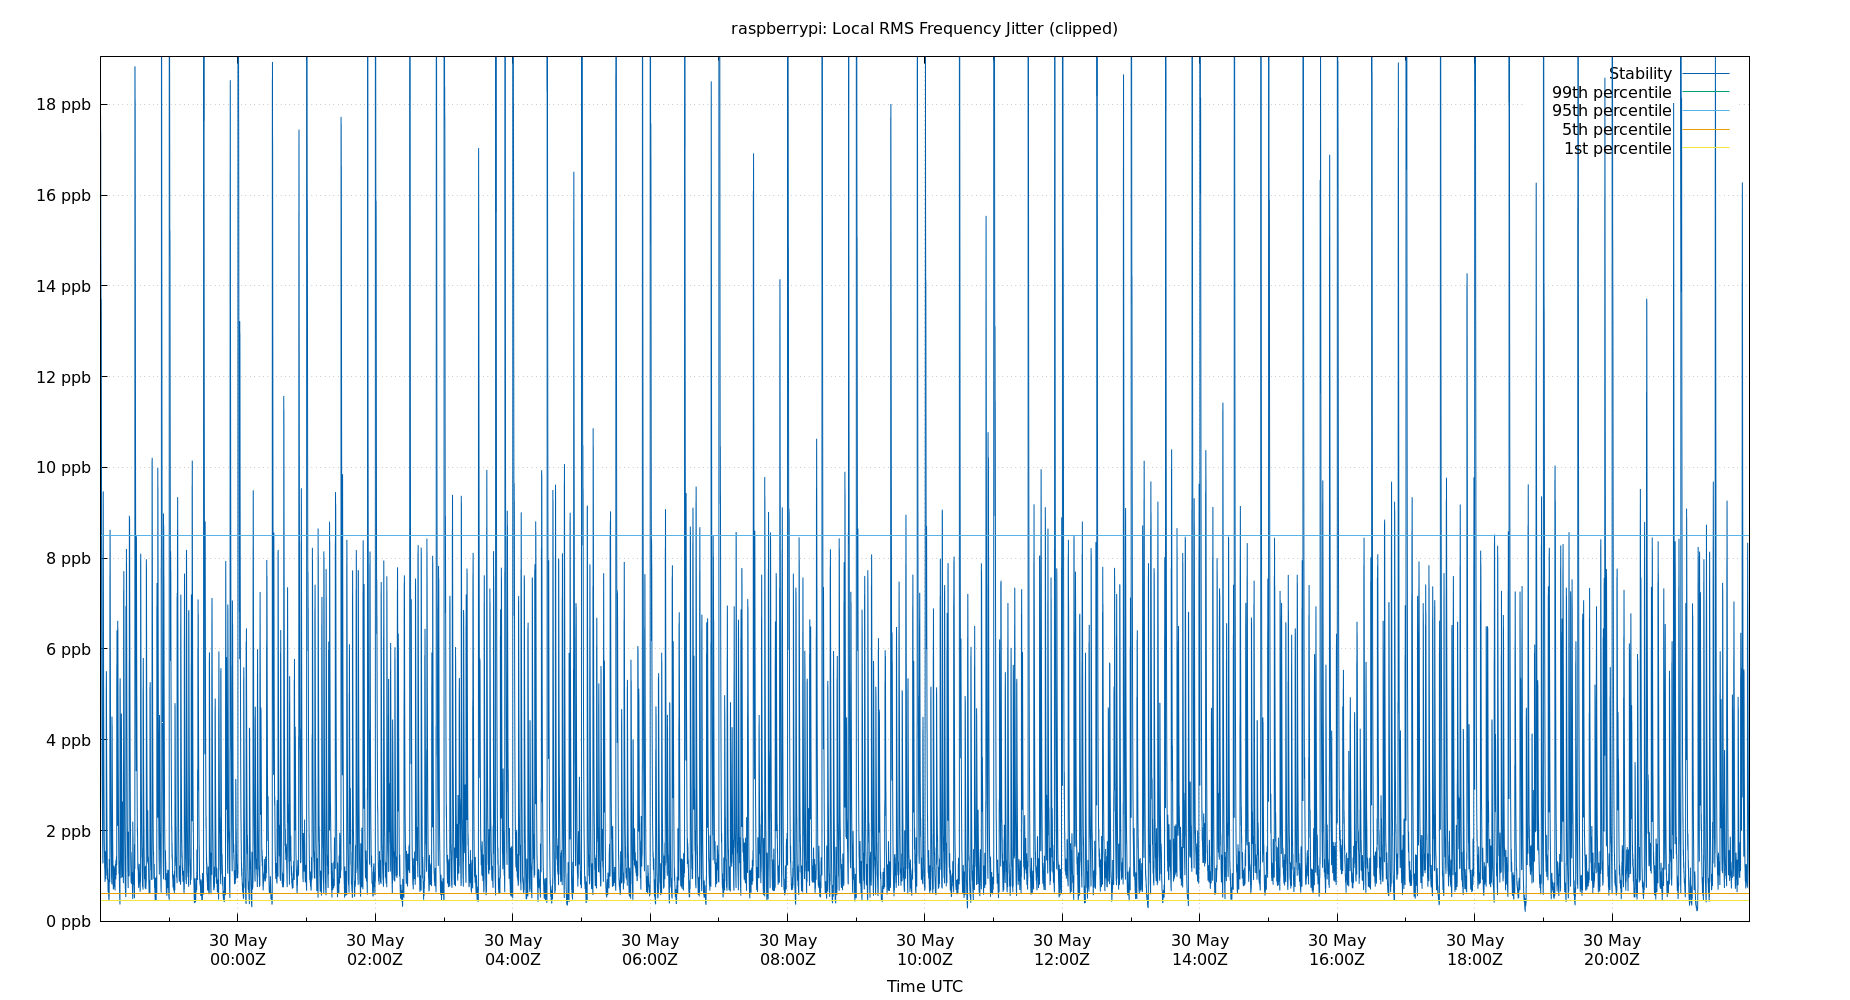 raspberrypi: Local RMS Frequency Jitter (clipped)
Stability
99th percentile
95th percentile
5th percentile
1st percentile
18 ppb
16 ppb
14 ppb
12 ppb
10 ppb
8 ppb
6 ppb
4 ppb
2 ppb
0 ppb
30 May 30 May 30 May 30 May 30 May 30 May 30 May 30 May 30 May 30 May 30 May
00:00Z 02:00Z 04:00Z 06:00Z 08:00Z 10:00Z 12:00Z 14:00Z 16:00Z 18:00Z 20:00Z
Time UTC